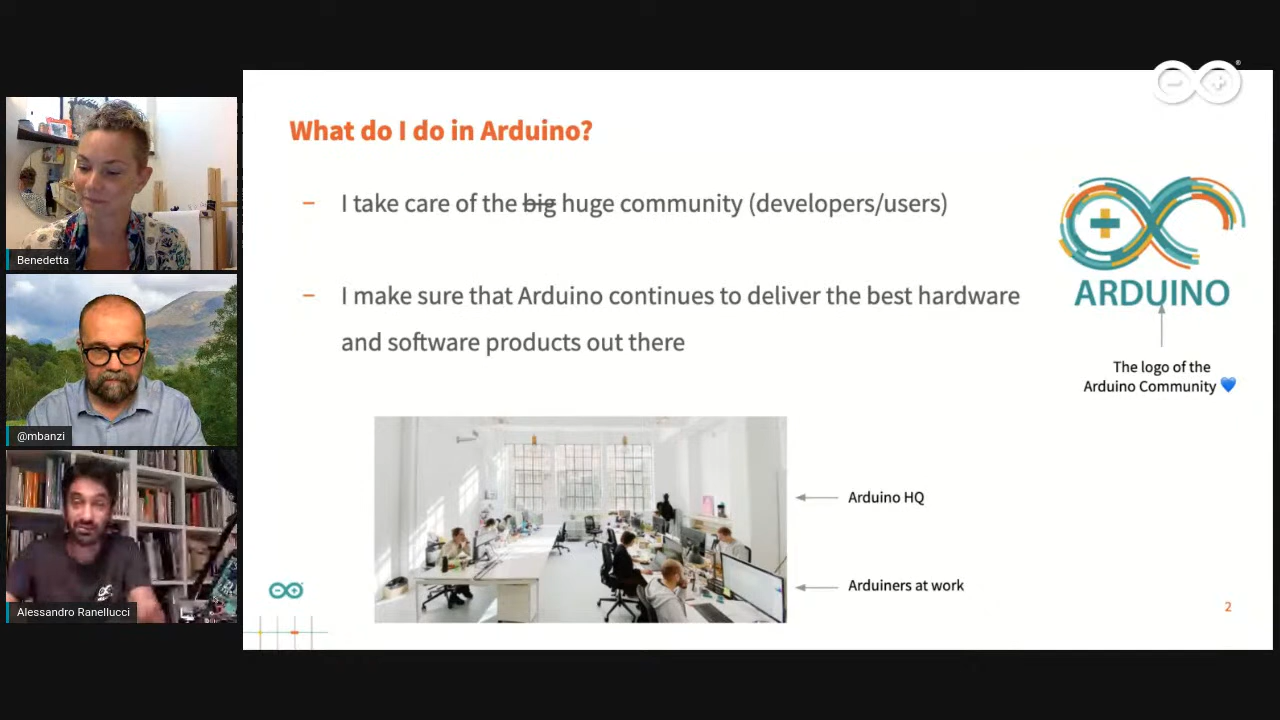 What do I do in Arduino?
– I take care of the big huge community (developers/users)
– I make sure that Arduino continues to deliver the best hardware
and software products out there
ARDUINO
The logo of the
Arduino Community 💙
Arduino HQ
Arduiners at work
2
Benedetta
@mbanzi
Alessandro Ranellucci